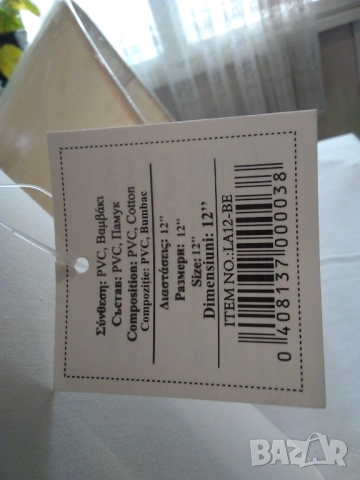 Σύνθεση: PVC, Βαμβάκι
Състав: PVC, Памук
Composition: PVC, Cotton
Compoziție: PVC, Bumbac
Διαστάσεις: 12"
Размери: 12"
Size: 12"
Dimensiuni: 12"
ITEM NO.: LA12-BE
0 408137 000038
BAZAR
.bg